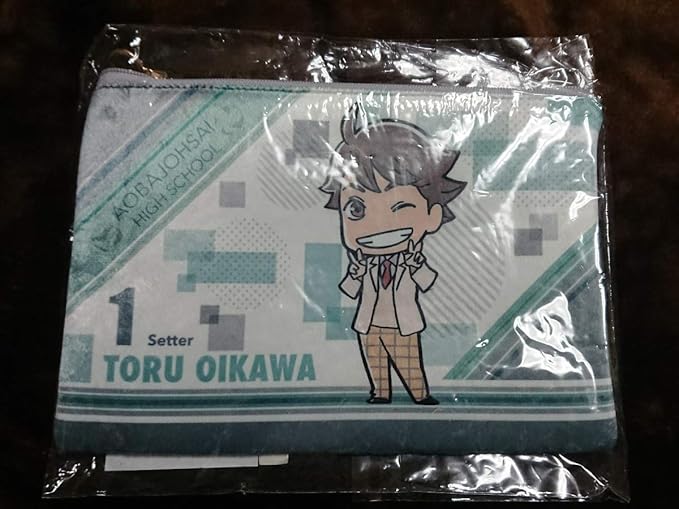 AOBAJOHSAI
HIGH SCHOOL
1
Setter
TORU OIKAWA